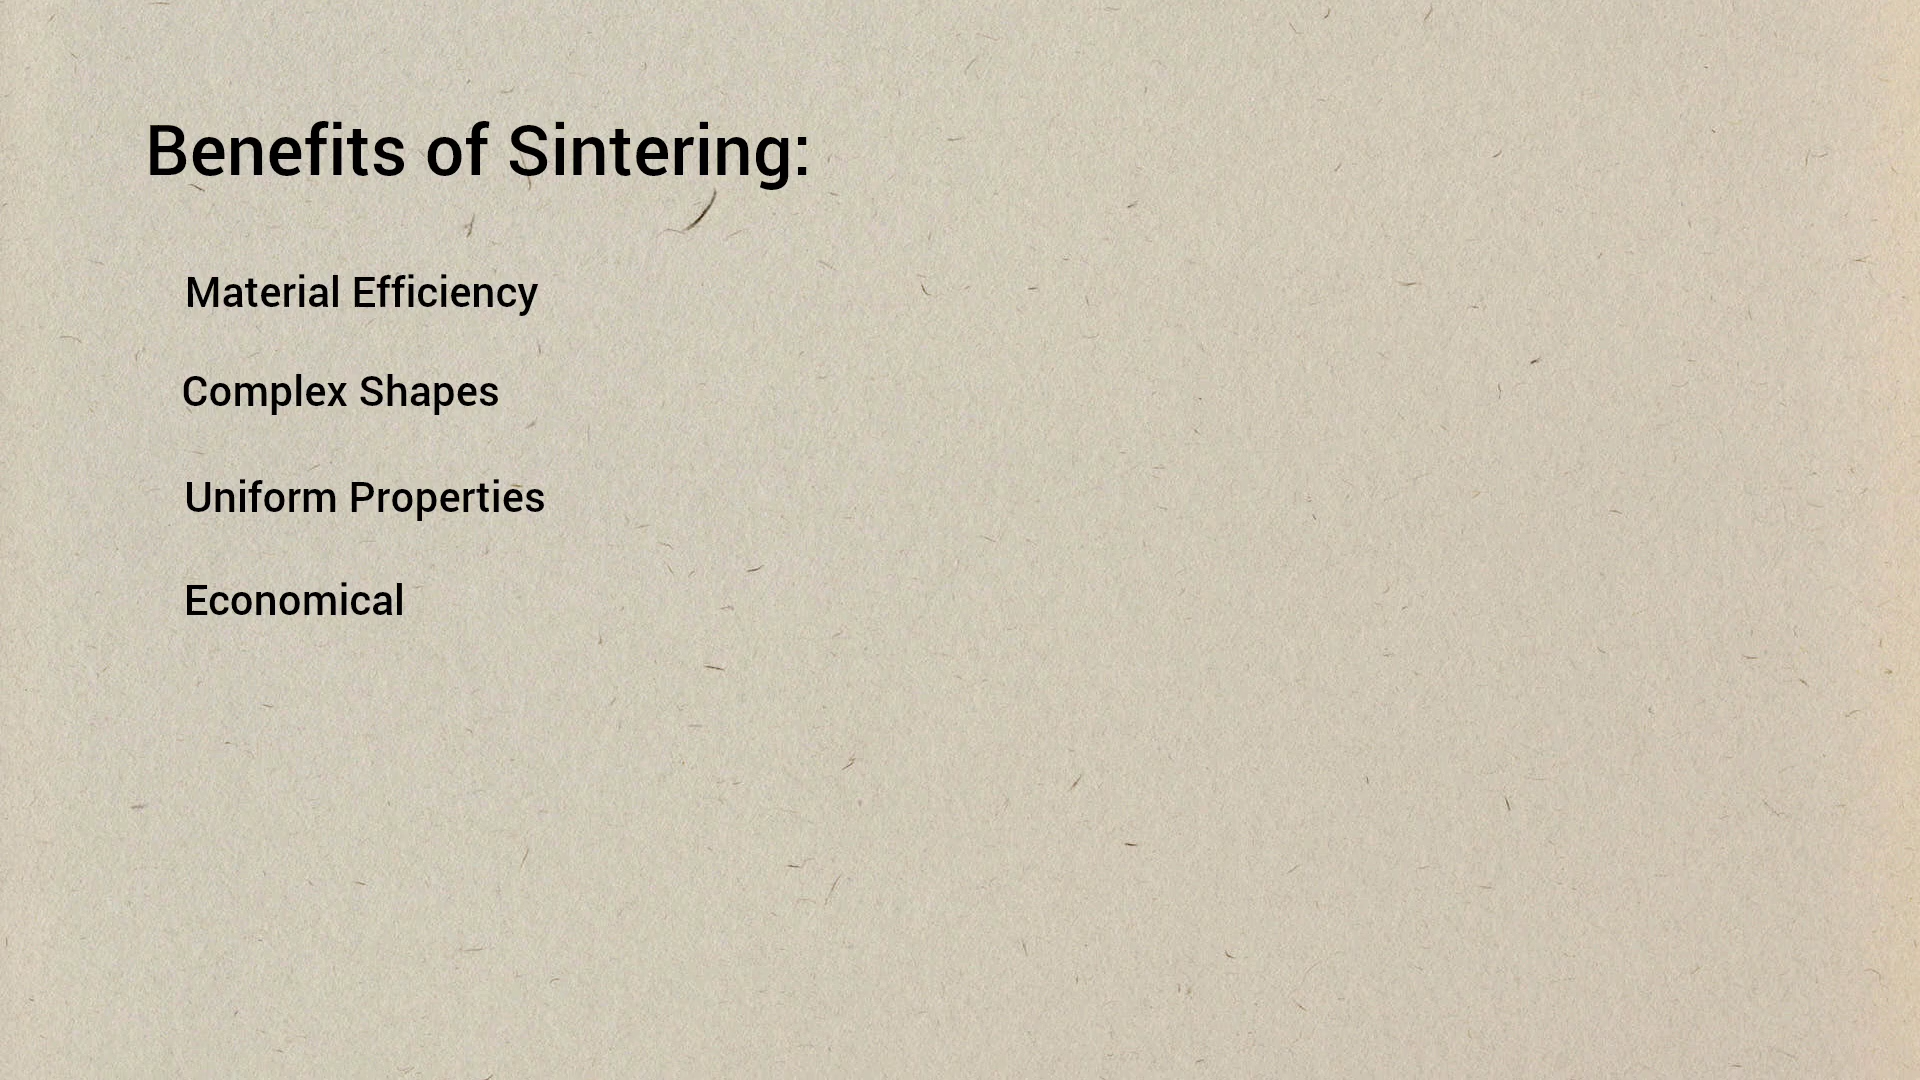 Benefits of Sintering:
Material Efficiency
Complex Shapes
Uniform Properties
Economical